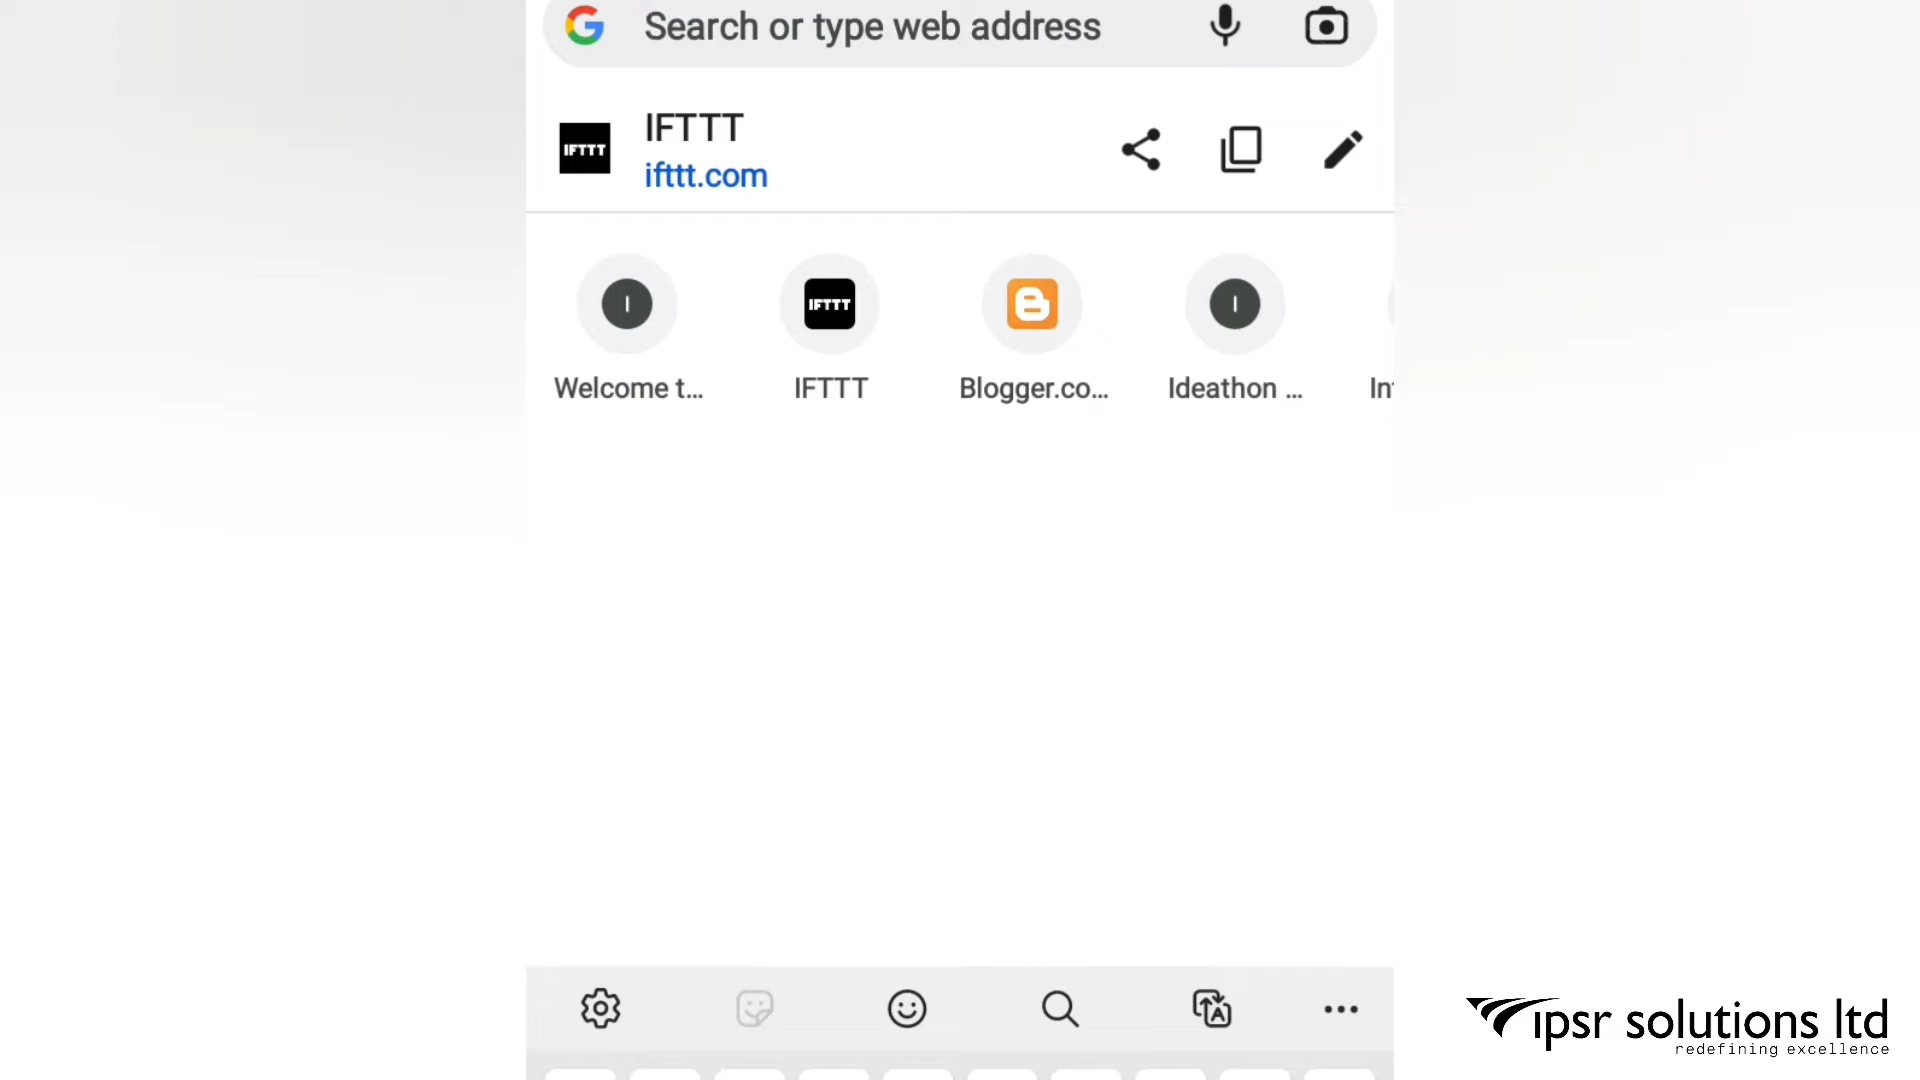 Search or type web address
IFTTT
IFTTT
ifttt.com
I
IFTTT
I
Welcome t...
IFTTT
Blogger.co...
Ideathon ...
In
A
ipsr solutions ltd
redefining excellence